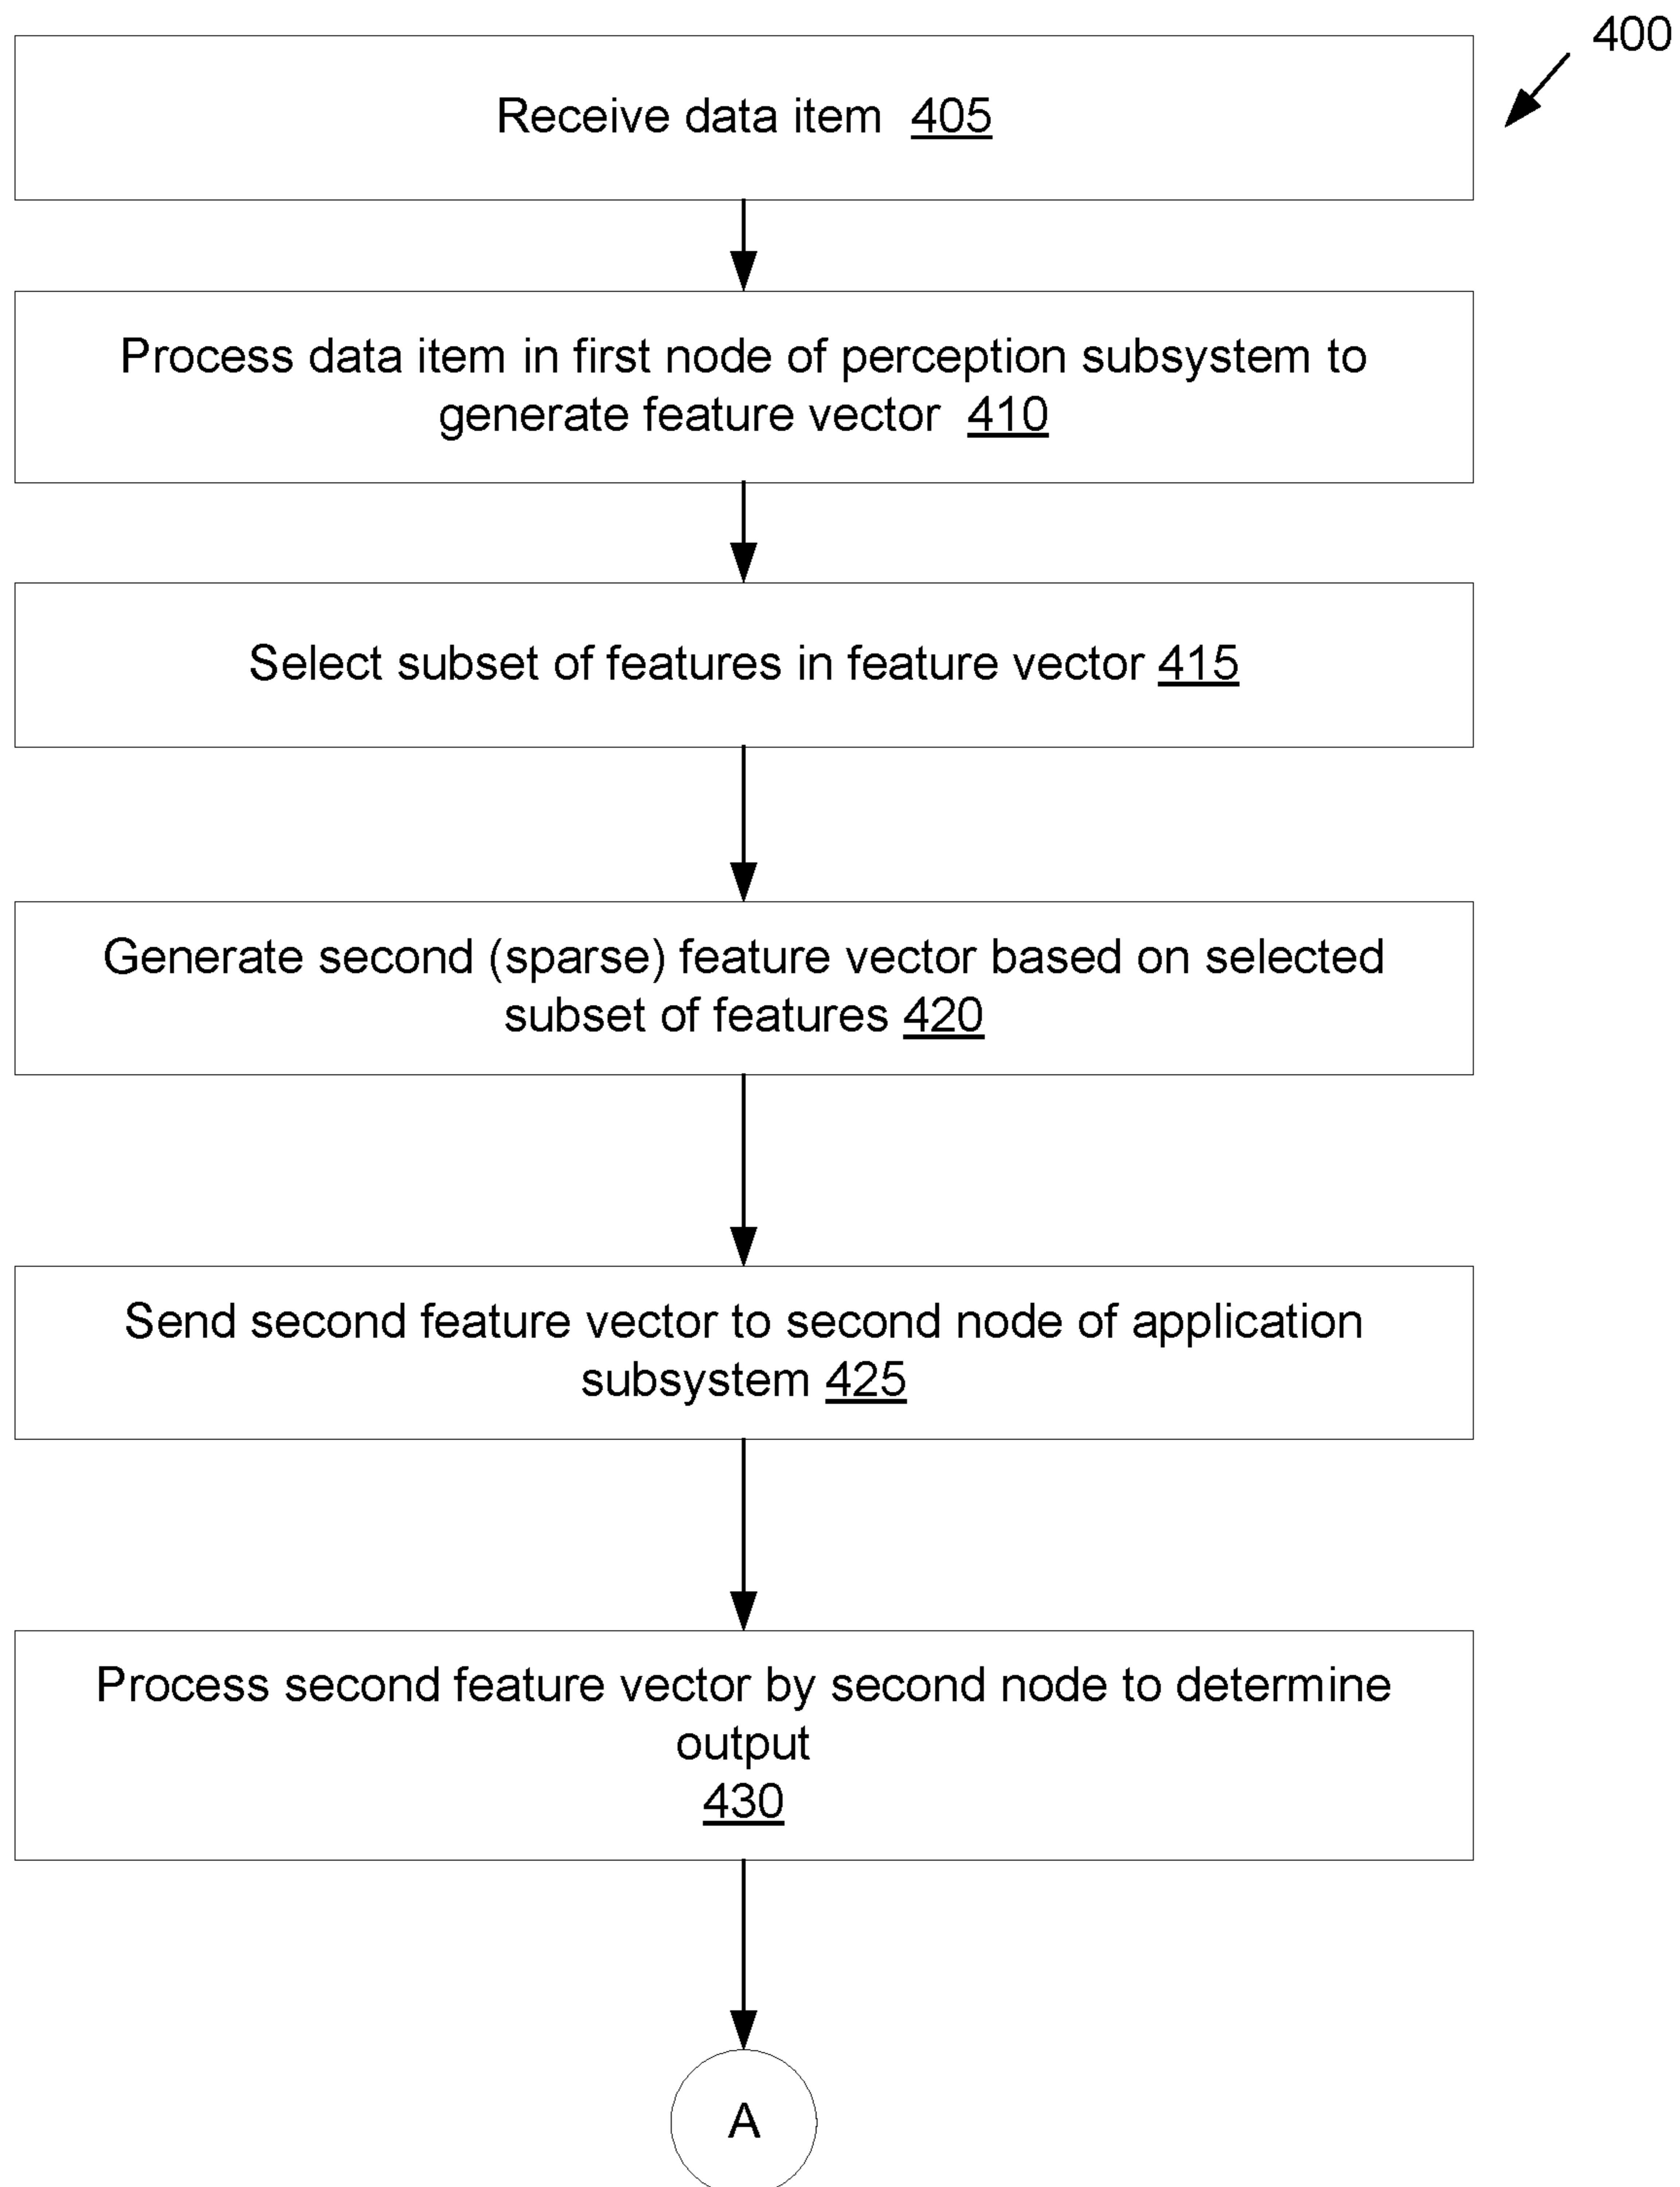 400
Receive data item 405
Process data item in first node of perception subsystem to
generate feature vector 410
Select subset of features in feature vector 415
Generate second (sparse) feature vector based on selected
subset of features 420
Send second feature vector to second node of application
subsystem 425
Process second feature vector by second node to determine
output
430
A